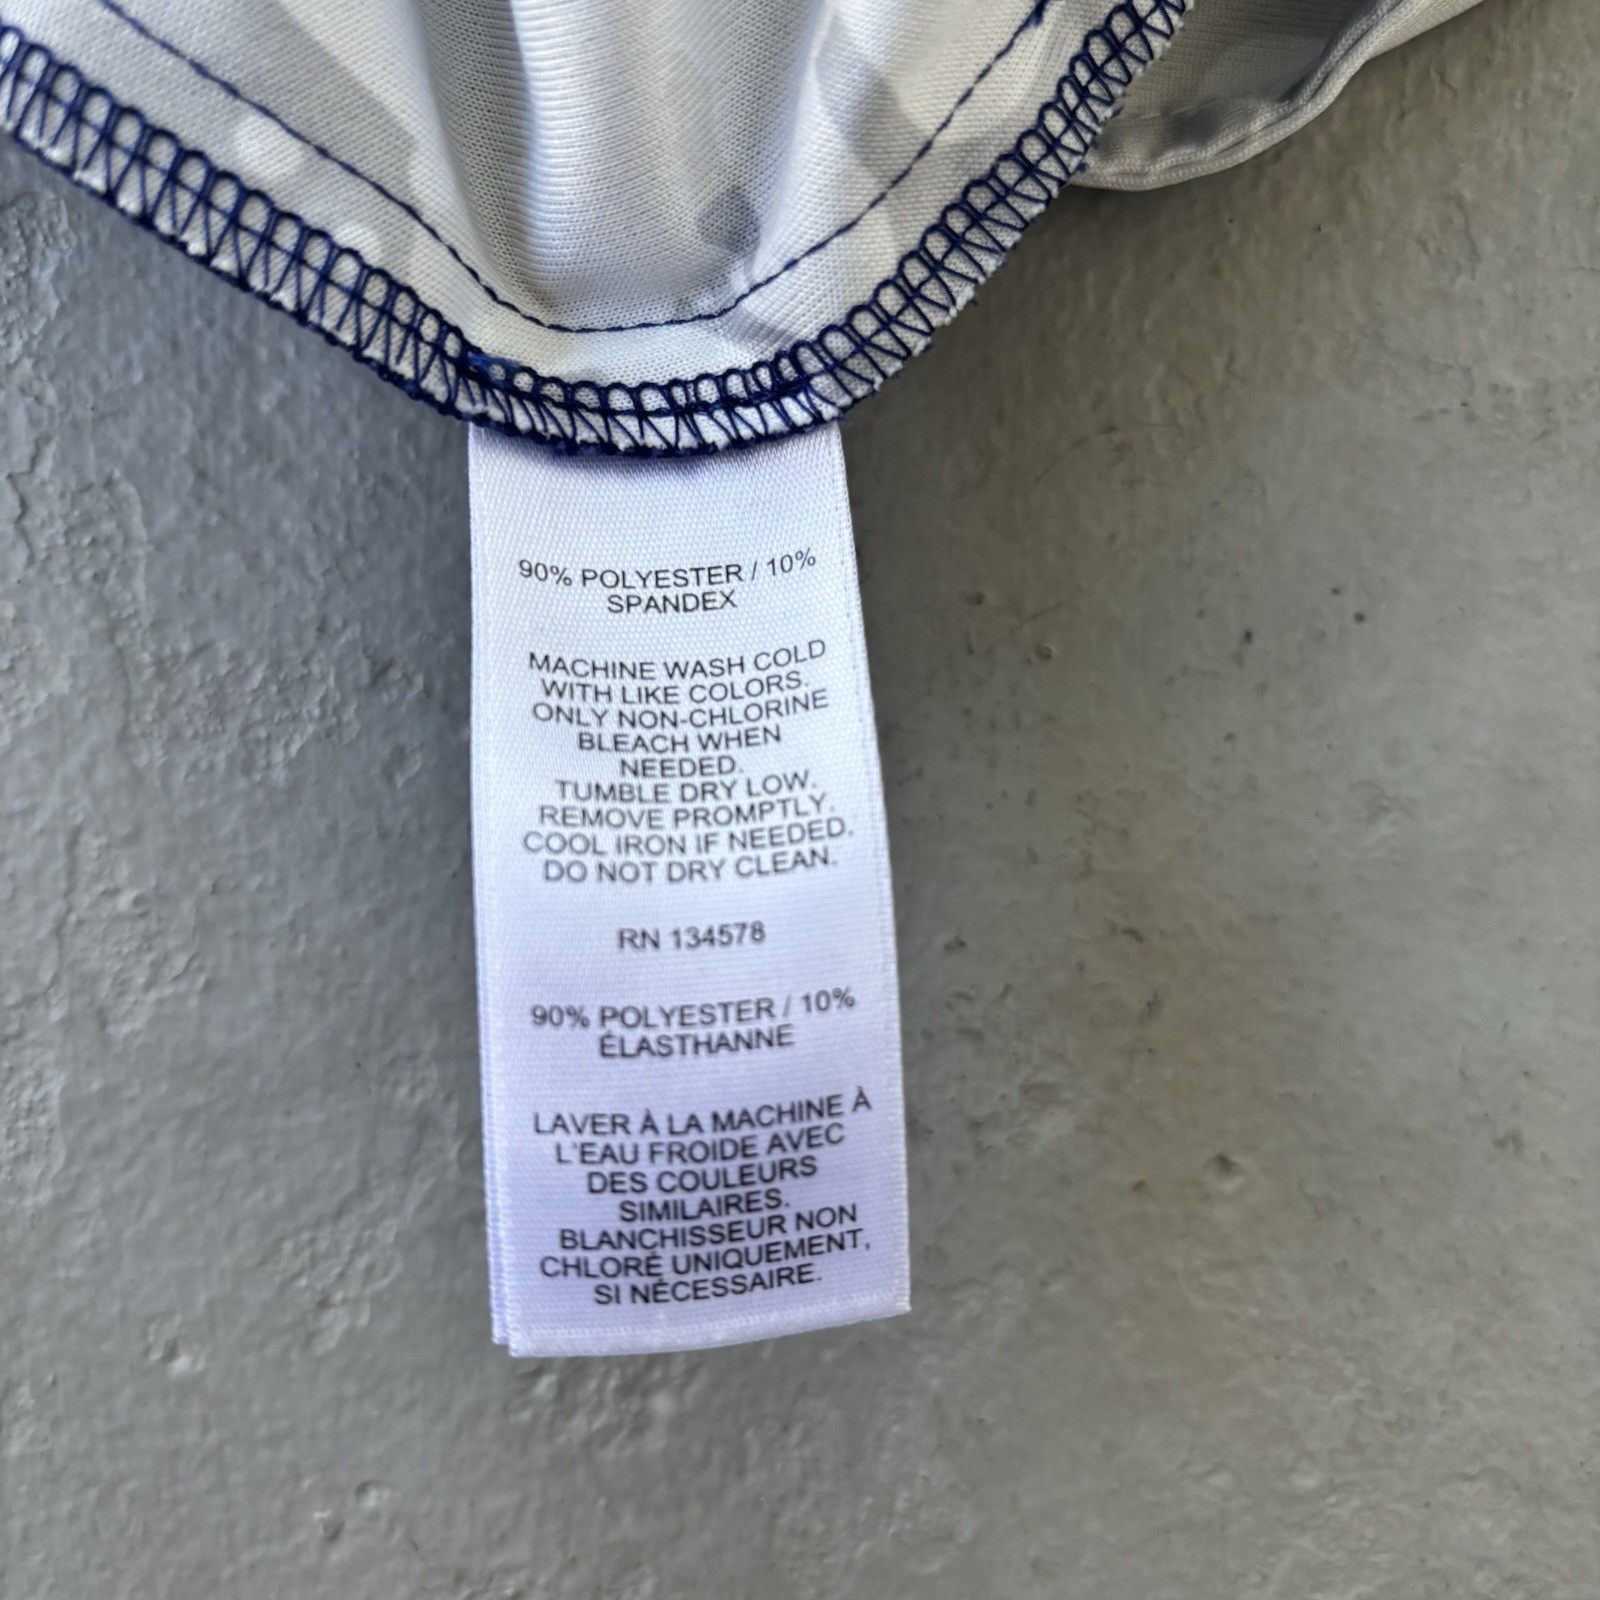 90% POLYESTER / 10%
SPANDEX
MACHINE WASH COLD
WITH LIKE COLORS.
ONLY NON-CHLORINE
BLEACH WHEN
NEEDED.
TUMBLE DRY LOW.
REMOVE PROMPTLY.
COOL IRON IF NEEDED.
DO NOT DRY CLEAN.
RN 134578
90% POLYESTER / 10%
ÉLASTHANNE
LAVER À LA MACHINE À
L'EAU FROIDE AVEC
DES COULEURS
SIMILAIRES.
BLANCHISSEUR NON
CHLORÉ UNIQUEMENT,
SI NÉCESSAIRE.